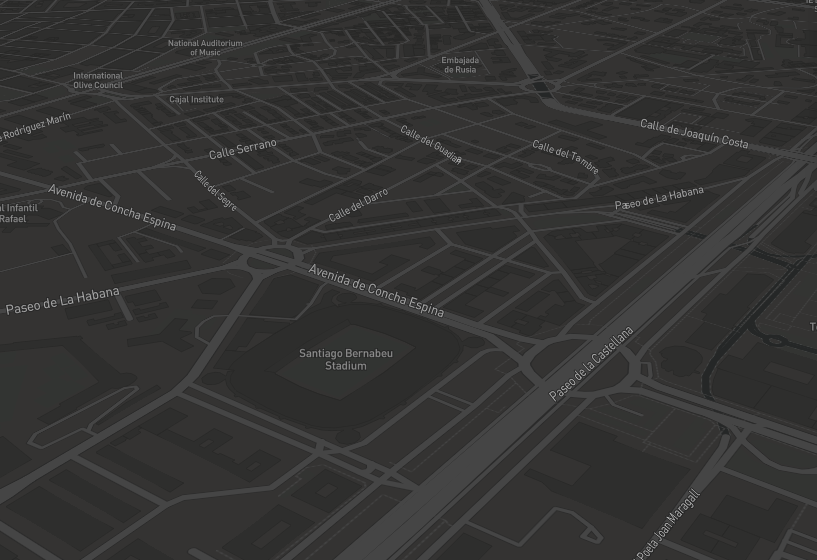 National Auditorium
of Music
Embajada
de Rusia
International
Olive Council
Cajal Institute
Rodríguez Marín
Calle de Joaquín Costa
Calle del Guadiana
Calle Serrano
Calle del Tambre
Calle del Segre
Paseo de La Habana
Calle del Darro
Avenida de Concha Espina
Infantil
Rafael
Avenida de Concha Espina
Paseo de La Habana
Santiago Bernabeu
Stadium
Paseo de la Castellana
Poeta Joan Maragall